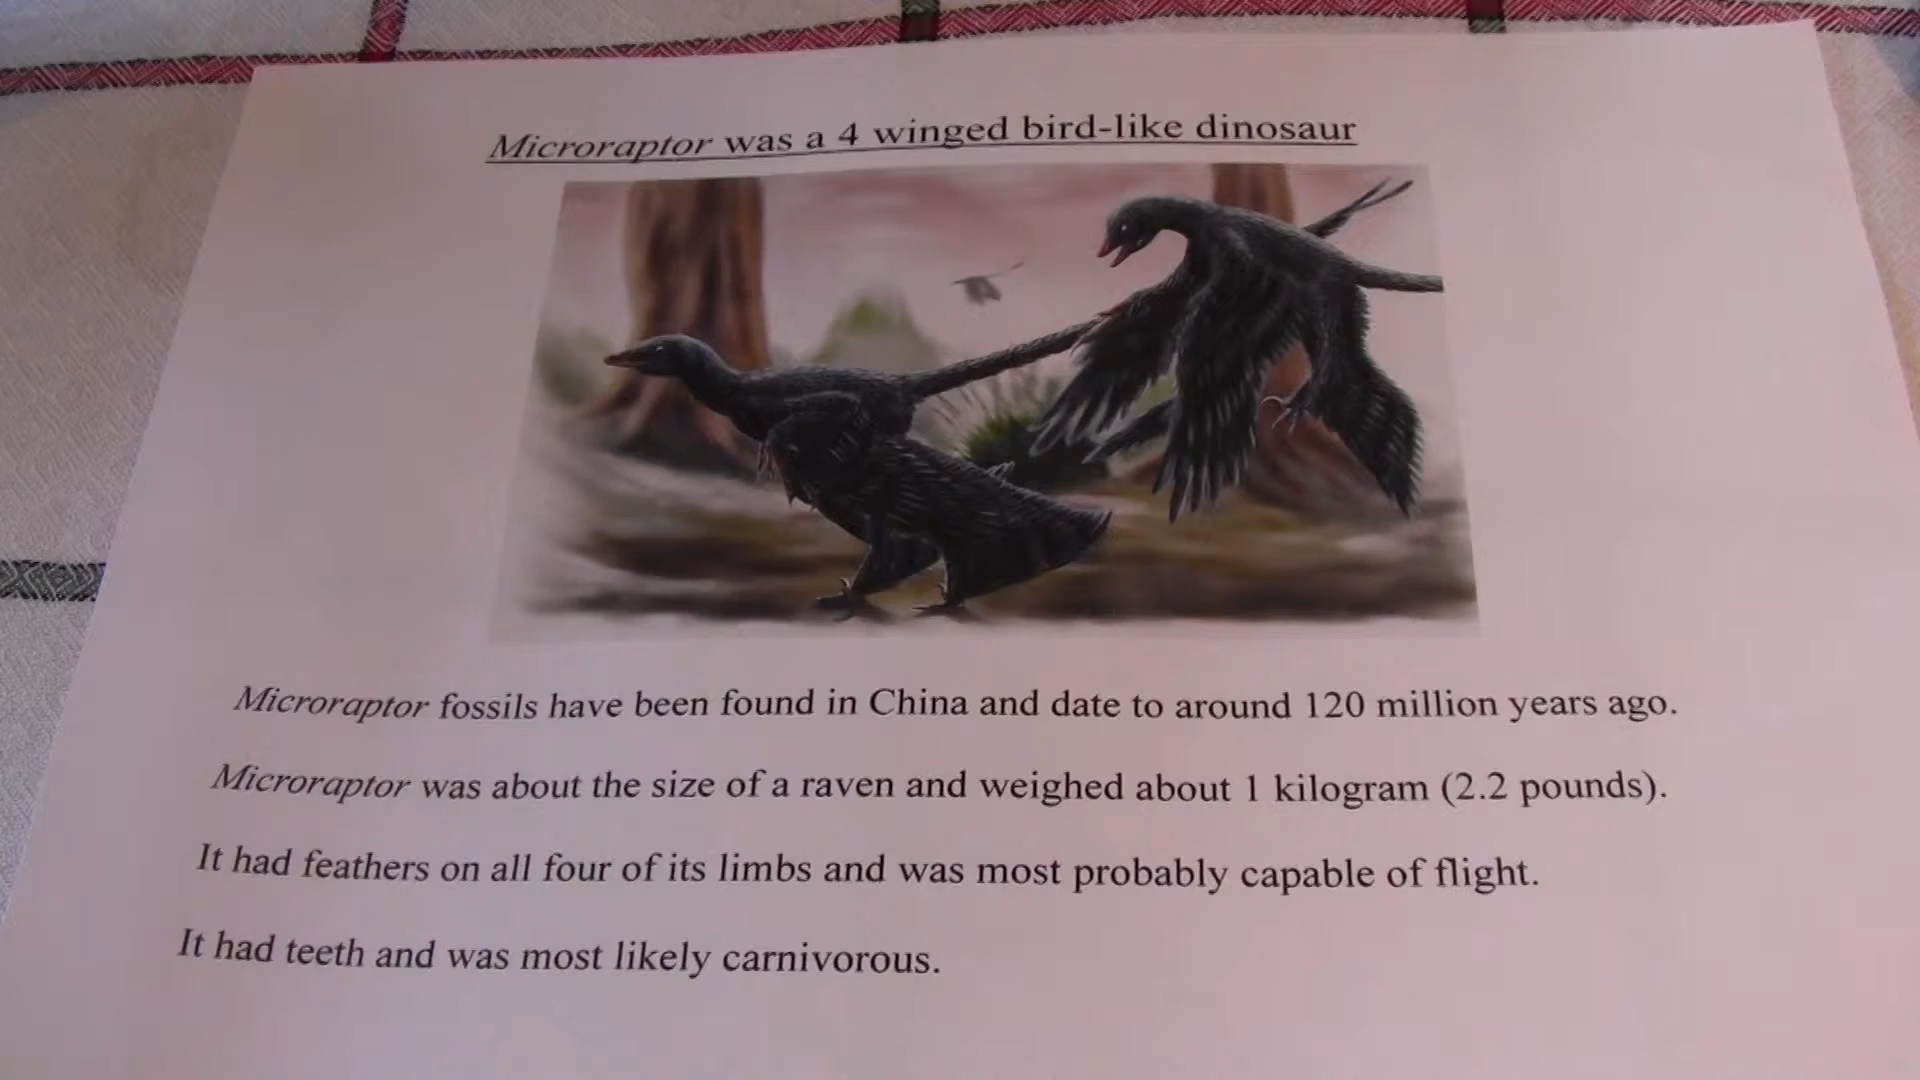 Microraptor was a 4 winged bird-like dinosaur
Microraptor fossils have been found in China and date to around 120 million years ago.
Microraptor was about the size of a raven and weighed about 1 kilogram (2.2 pounds).
It had feathers on all four of its limbs and was most probably capable of flight.
It had teeth and was most likely carnivorous.